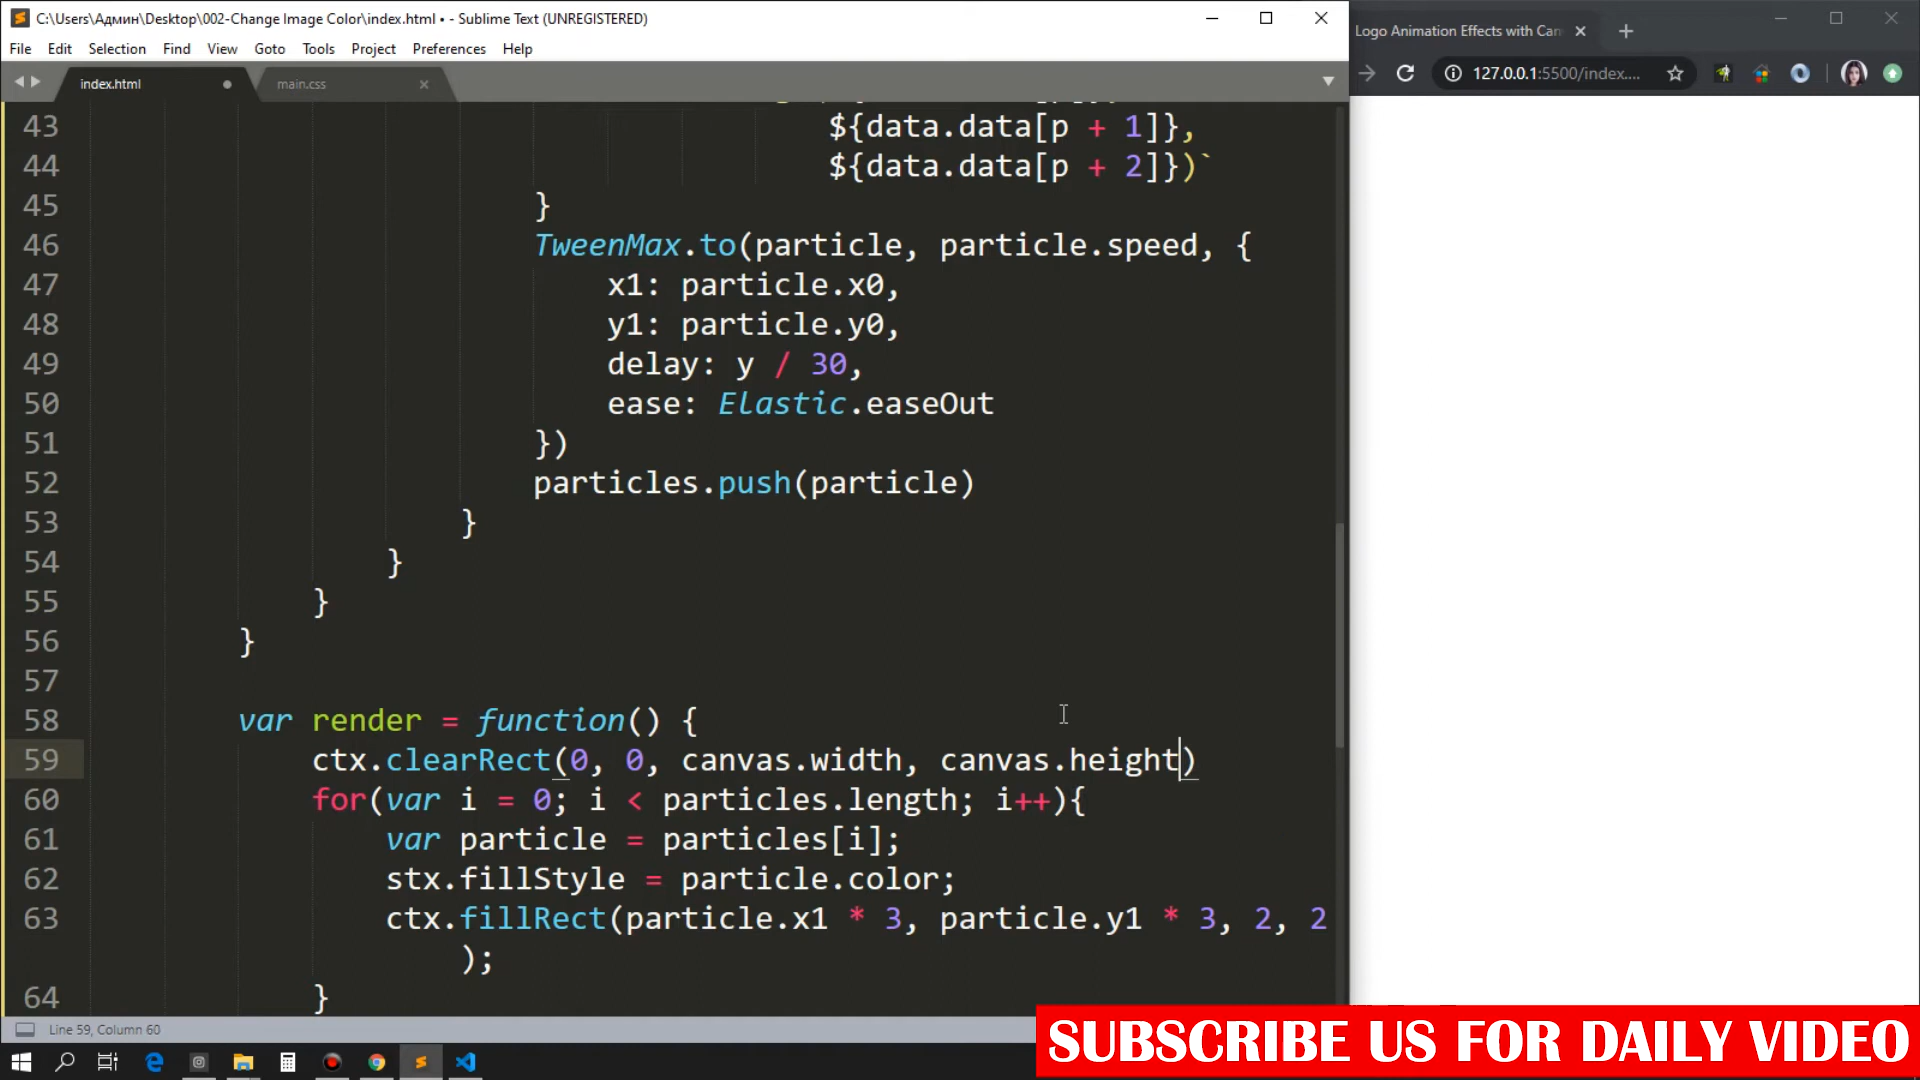 C:\Users\Админ\Desktop\002-Change Image Color\index.html • - Sublime Text (UNREGISTERED)
File Edit Selection Find View Goto Tools Project Preferences Help
index.html main.css
43 ${data.data[p + 1]},
44 ${data.data[p + 2]})`
45 }
46 TweenMax.to(particle, particle.speed, {
47 x1: particle.x0,
48 y1: particle.y0,
49 delay: y / 30,
50 ease: Elastic.easeOut
51 })
52 particles.push(particle)
53 }
54 }
55 }
56 }
57
58 var render = function() {
59 ctx.clearRect(0, 0, canvas.width, canvas.height)
60 for(var i = 0; i < particles.length; i++){
61 var particle = particles[i];
62 stx.fillStyle = particle.color;
63 ctx.fillRect(particle.x1 * 3, particle.y1 * 3, 2, 2
);
64 }
Line 59, Column 60
Logo Animation Effects with Can
127.0.0.1:5500/index....
SUBSCRIBE US FOR DAILY VIDEO